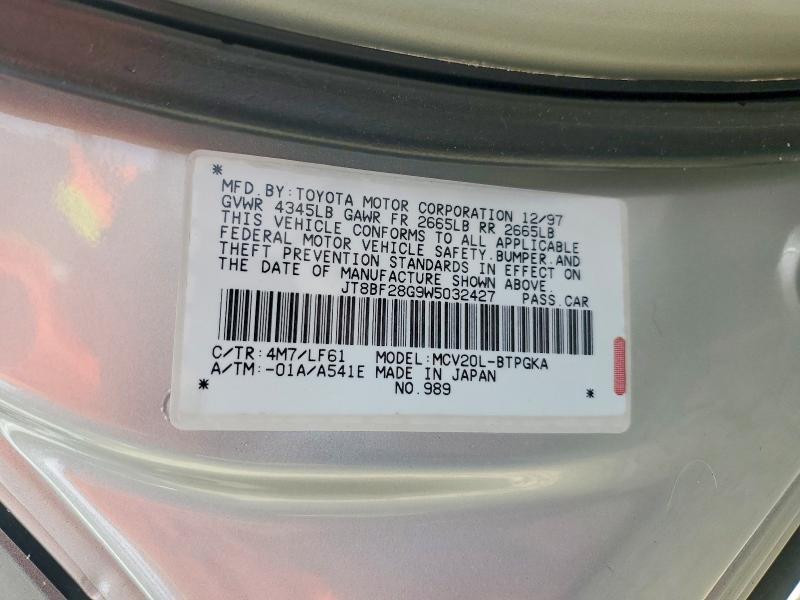 *
MFD.BY:TOYOTA MOTOR CORPORATION 12/97
GVWR 4345LB GAWR FR 2665LB RR 2665LB
THIS VEHICLE CONFORMS TO ALL APPLICABLE
FEDERAL MOTOR VEHICLE SAFETY.BUMPER.AND
THEFT PREVENTION STANDARDS IN EFFECT ON
THE DATE OF MANUFACTURE SHOWN ABOVE.
JT8BF28G9W5032427 PASS.CAR
C/TR:4M7/LF61 MODEL:MCV20L-BTPGKA
A/TM:-01A/A541E MADE IN JAPAN
* NO.989 *